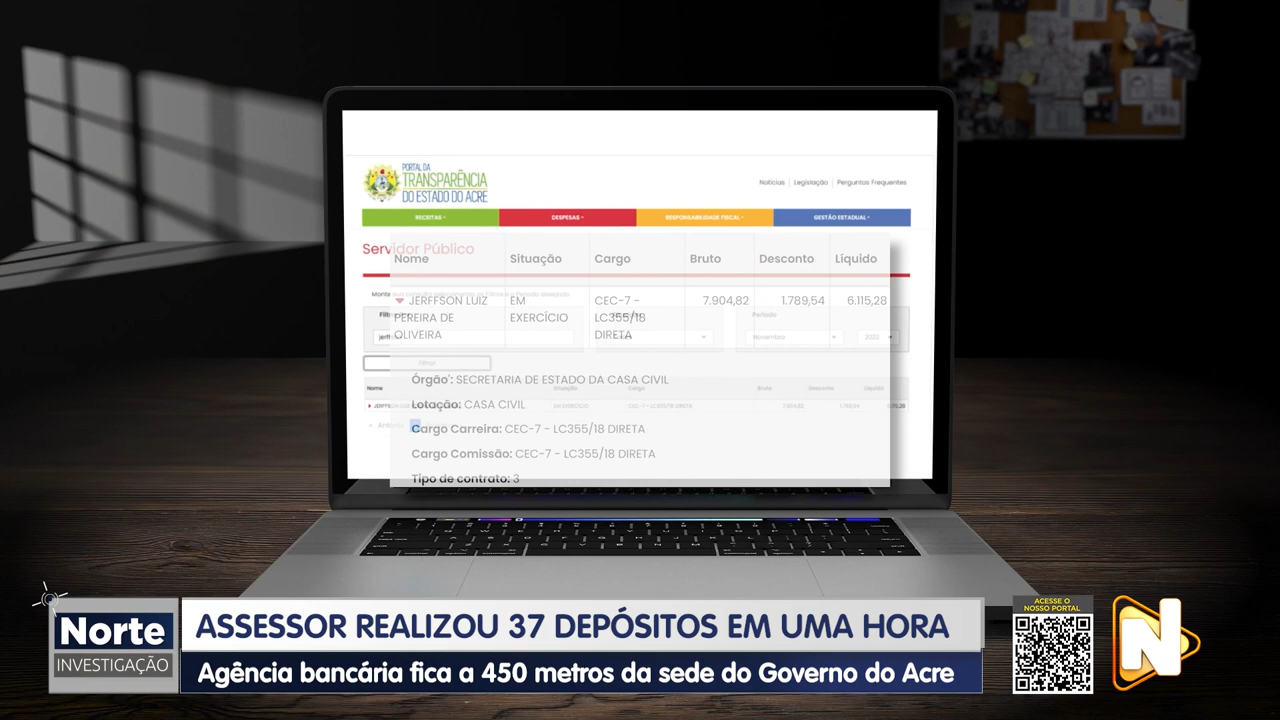 PORTAL DA
TRANSPARÊNCIA
DO ESTADO DO ACRE
Notícias | Legislação | Perguntas Frequentes
RECEITAS
DESPESAS
RESPONSABILIDADE FISCAL
GESTÃO ESTADUAL
Servidor Público
Nome Situação Cargo Bruto Desconto Líquido
JERFFSON LUIZ PEREIRA DE OLIVEIRA EM EXERCÍCIO CEC-7 - LC355/18 DIRETA 7.904,82 1.789,54 6.115,28
Período
Novembro
Filtrar
Órgão': SECRETARIA DE ESTADO DA CASA CIVIL
Lotação: CASA CIVIL
Cargo Carreira: CEC-7 - LC355/18 DIRETA
Cargo Comissão: CEC-7 - LC355/18 DIRETA
Tipo de contrato: 3
Norte
INVESTIGAÇÃO
ASSESSOR REALIZOU 37 DEPÓSITOS EM UMA HORA
Agência bancária fica a 450 metros da sede do Governo do Acre
ACESSE O
NOSSO PORTAL
N